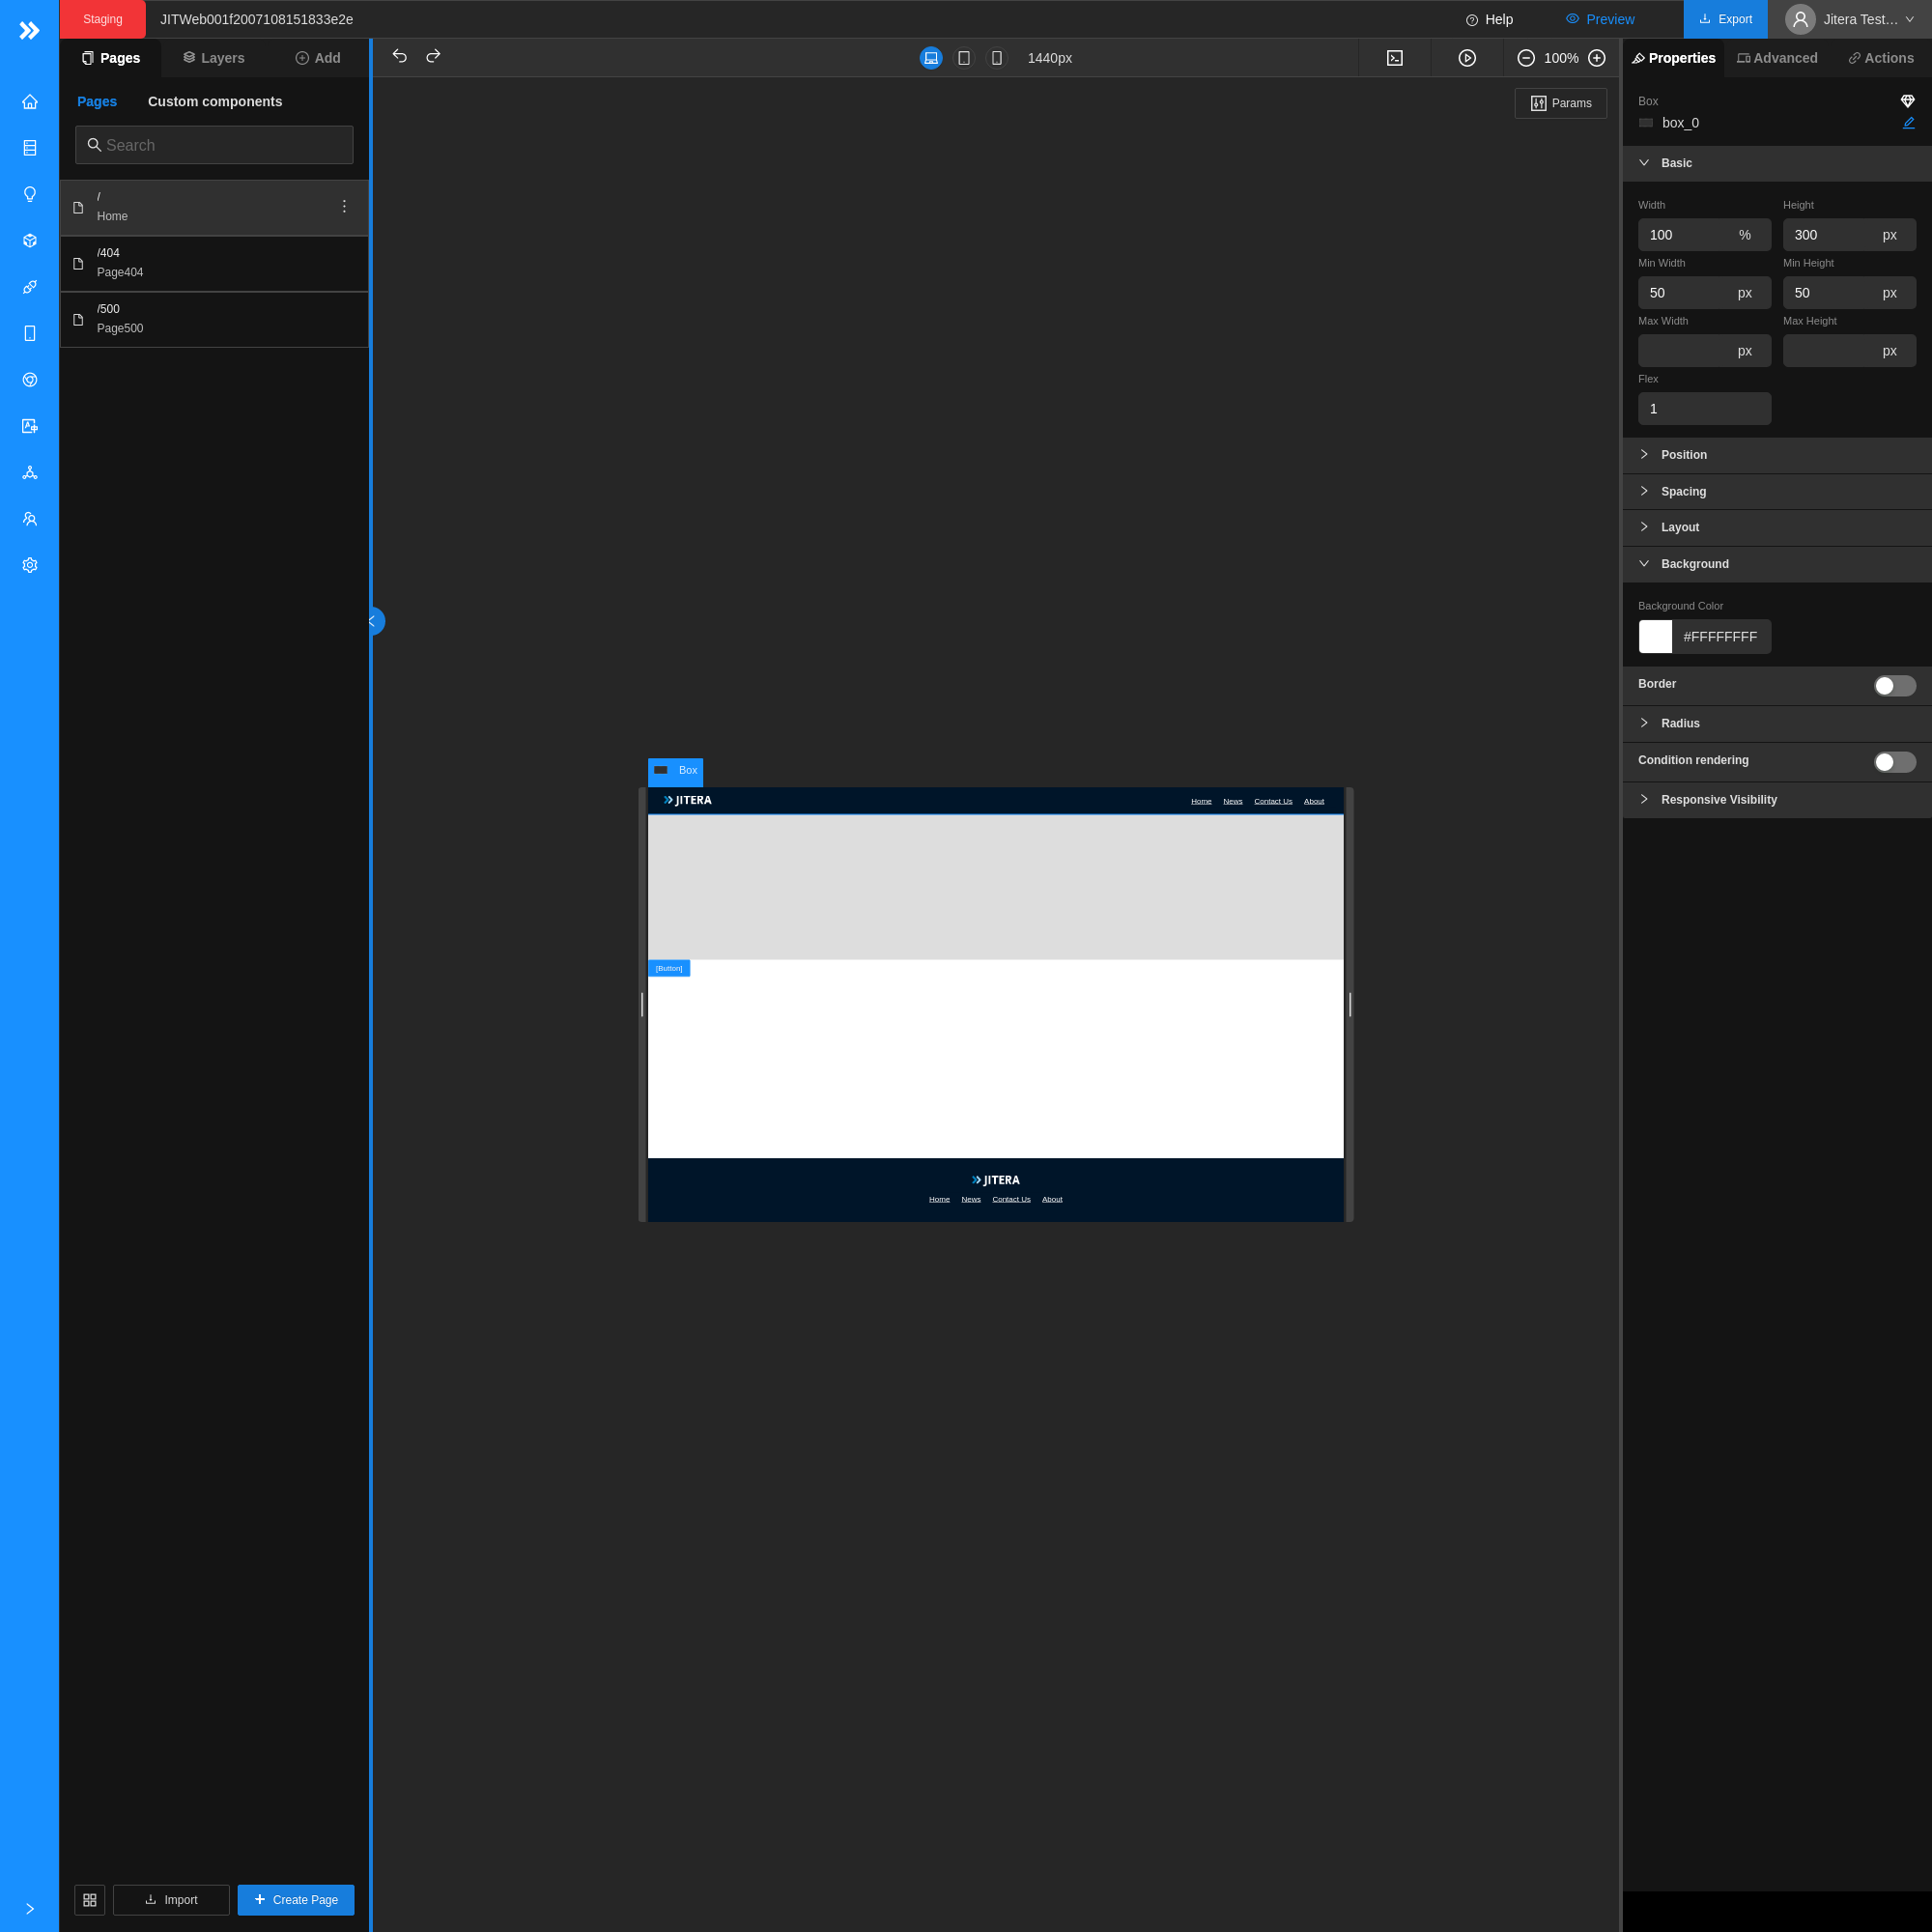 Staging
JITWeb001f2007108151833e2e
Help
Preview
Export
Jitera Test...
Pages
Layers
Add
1440px
100%
Properties
Advanced
Actions
Pages
Custom components
Search
/
Home
/404
Page404
/500
Page500
Import
Create Page
Params
Box
JITERA
Home News Contact Us About
[Button]
JITERA
Home News Contact Us About
Box
box_0
Basic
Width Height
100 % 300 px
Min Width Min Height
50 px 50 px
Max Width Max Height
px px
Flex
1
Position
Spacing
Layout
Background
Background Color
#FFFFFFFF
Border
Radius
Condition rendering
Responsive Visibility